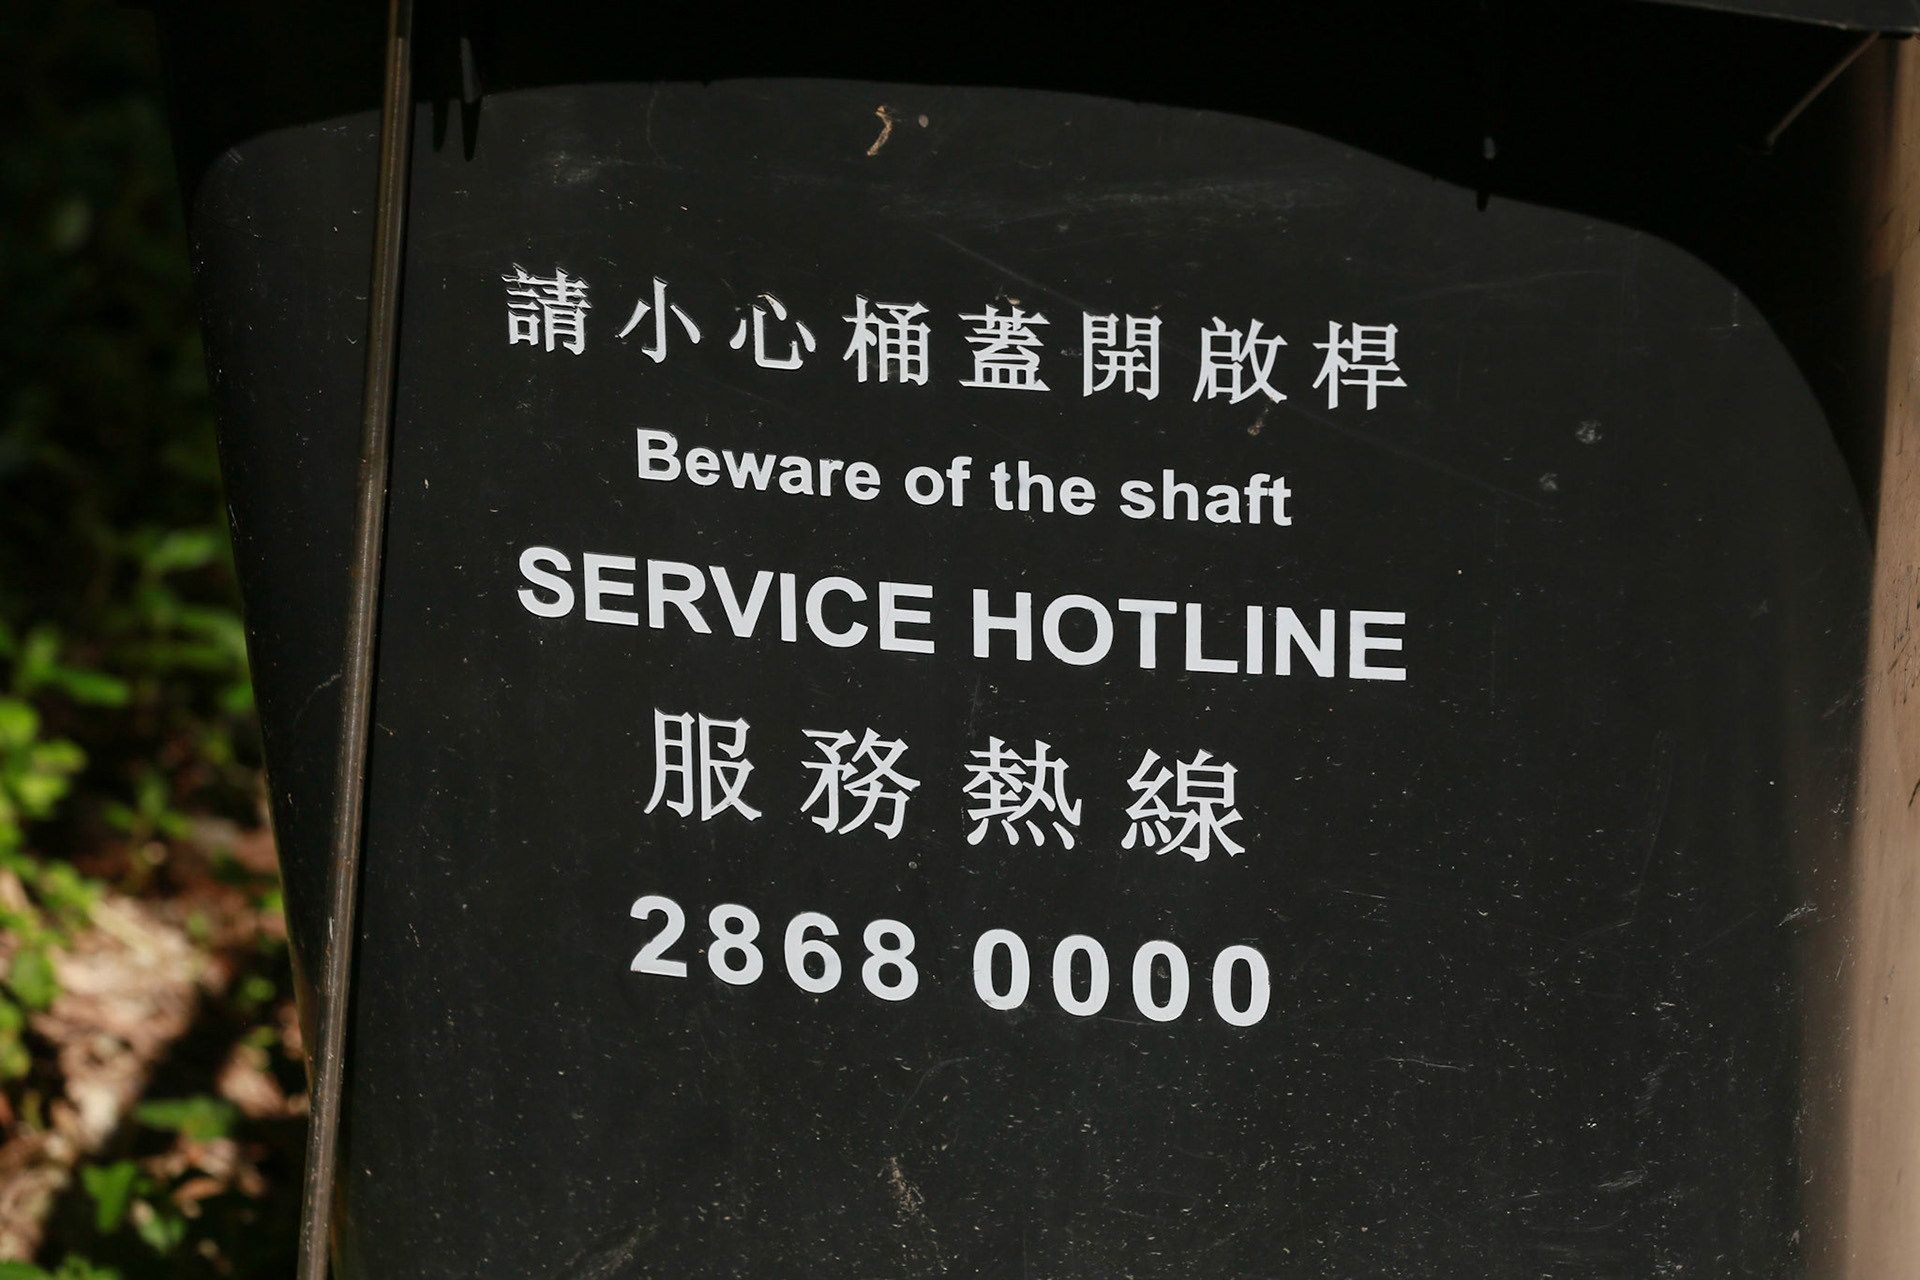 請小心桶蓋開啟桿
Beware of the shaft
SERVICE HOTLINE
服務熱線
2868 0000